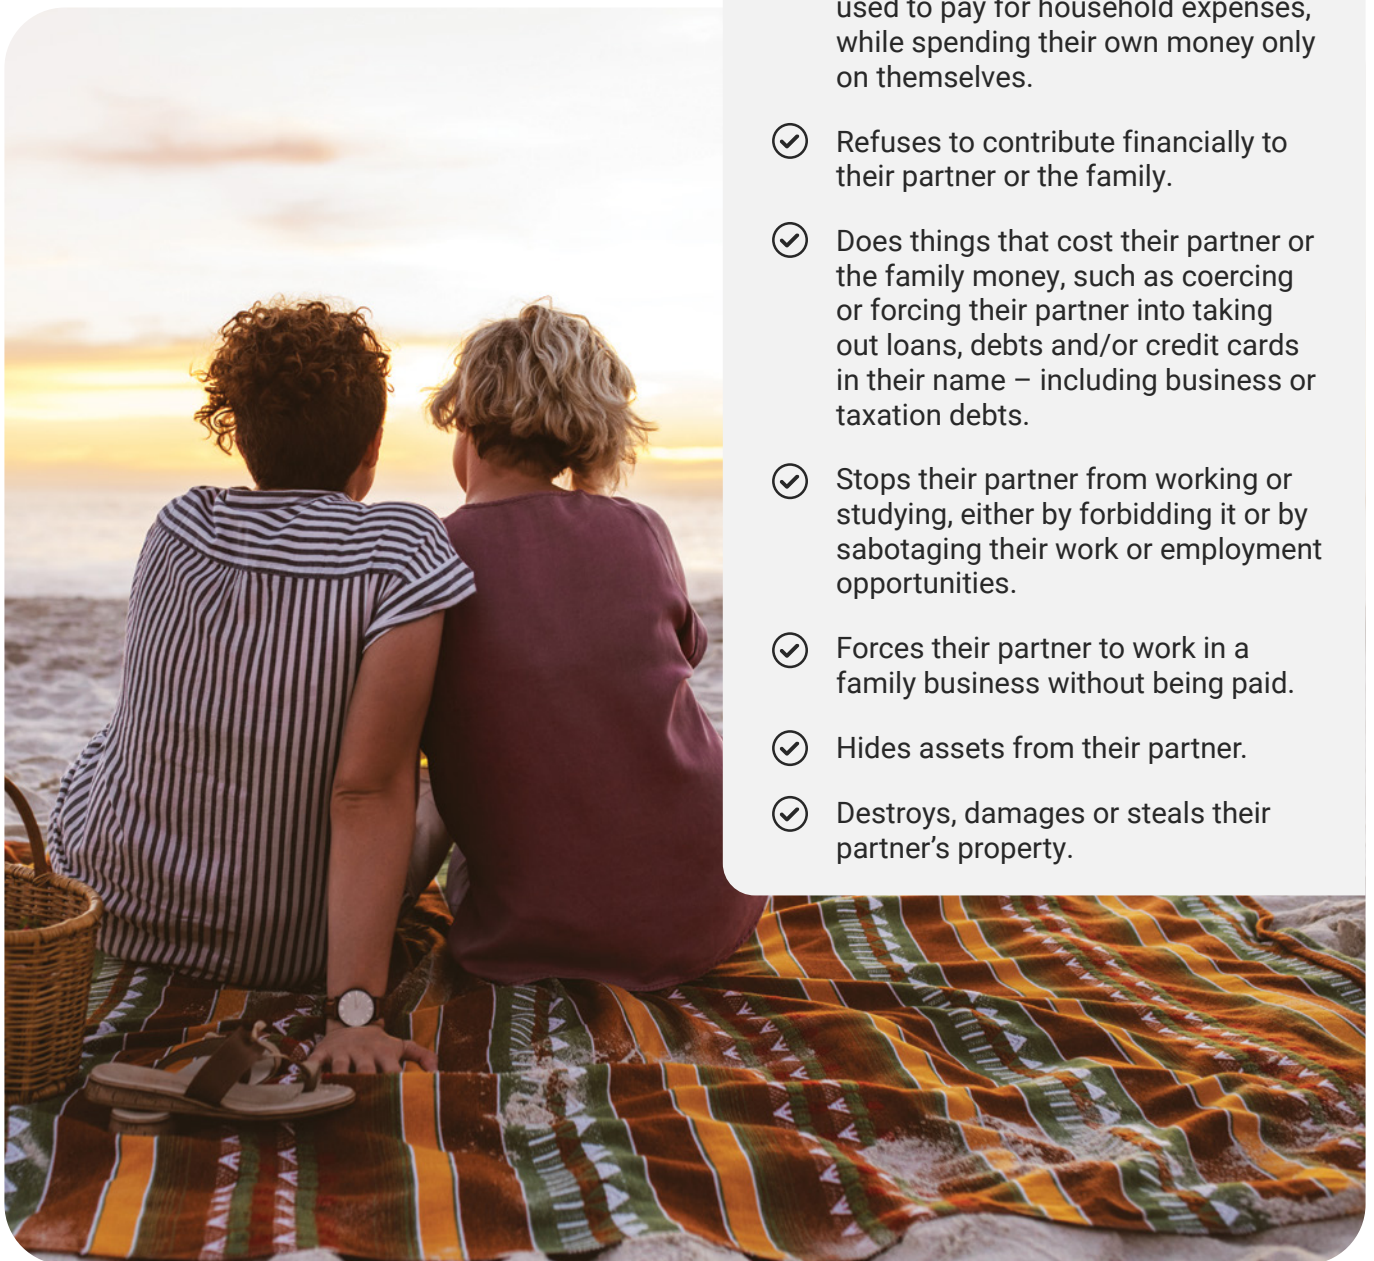 used to pay for household expenses,
while spending their own money only
on themselves.
Refuses to contribute financially to
their partner or the family.
Does things that cost their partner or
the family money, such as coercing
or forcing their partner into taking
out loans, debts and/or credit cards
in their name – including business or
taxation debts.
Stops their partner from working or
studying, either by forbidding it or by
sabotaging their work or employment
opportunities.
Forces their partner to work in a
family business without being paid.
Hides assets from their partner.
Destroys, damages or steals their
partner’s property.